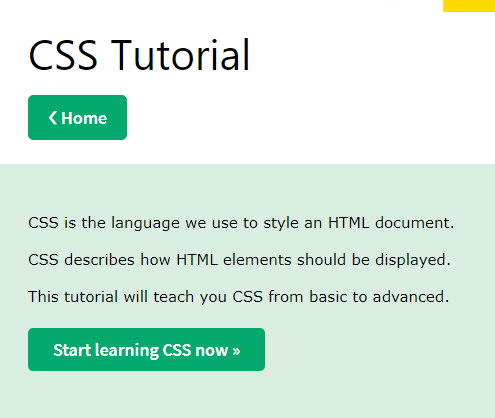 CSS Tutorial
❮ Home
CSS is the language we use to style an HTML document.
CSS describes how HTML elements should be displayed.
This tutorial will teach you CSS from basic to advanced.
Start learning CSS now »